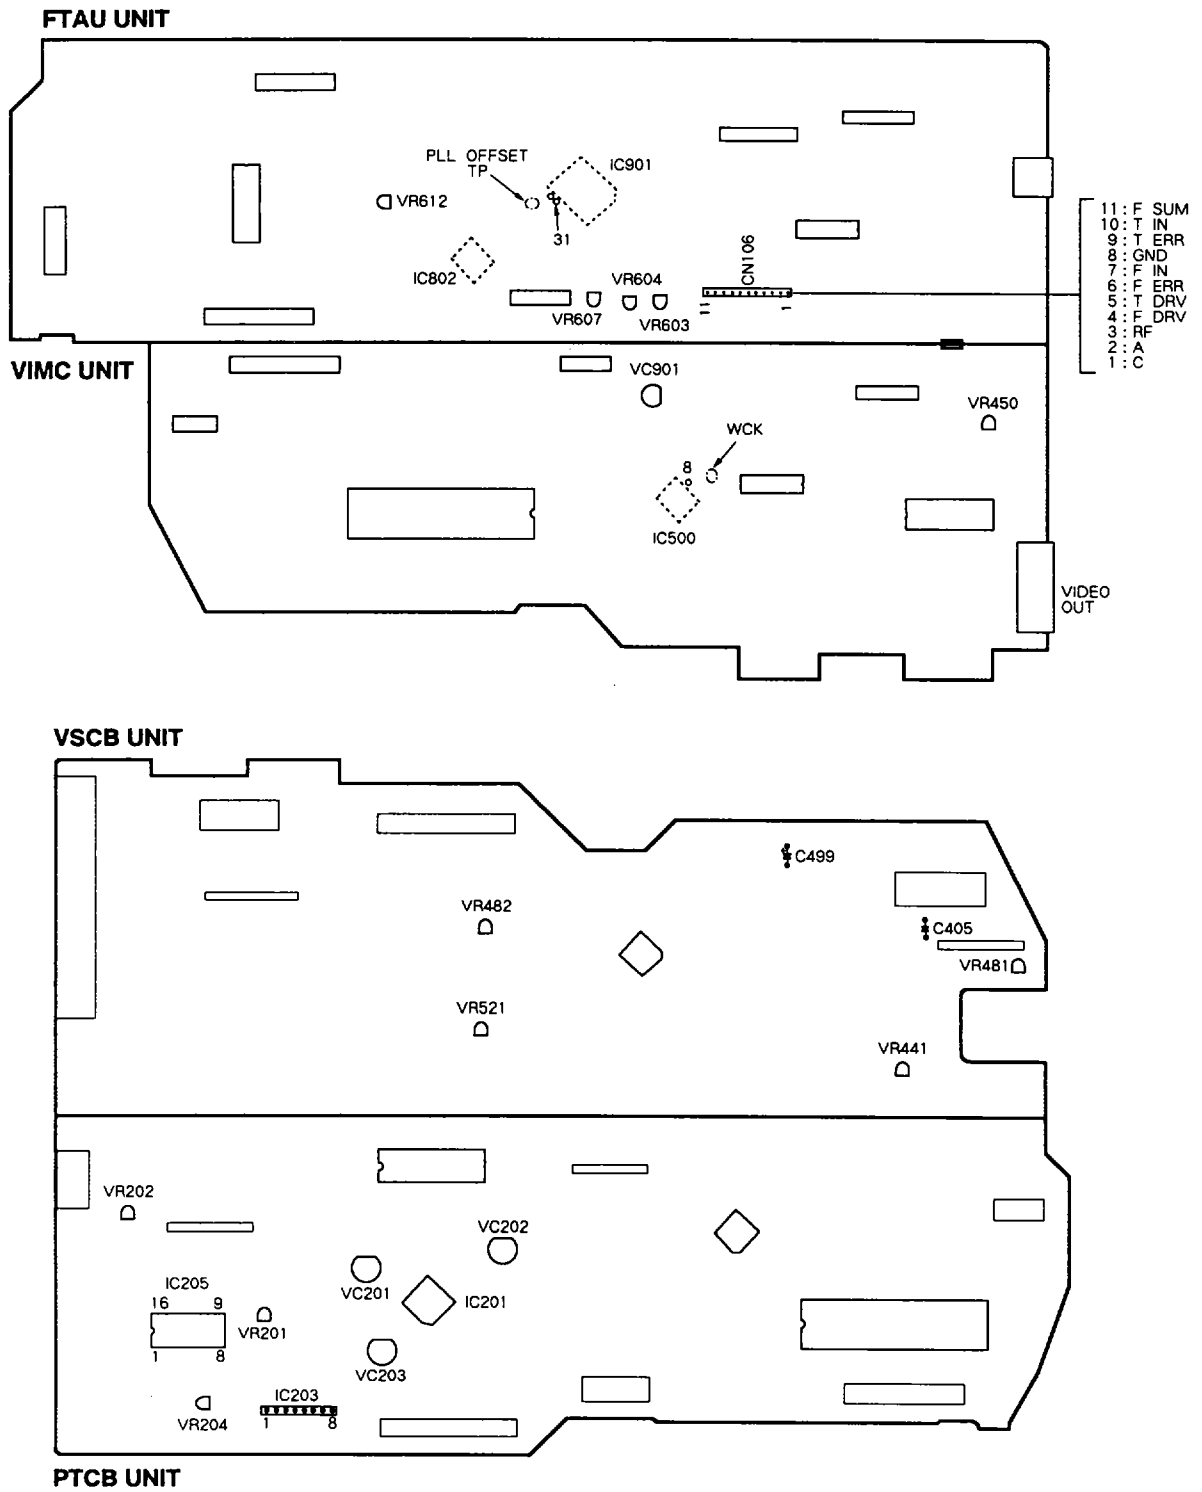 FTAU UNIT
PLL OFFSET
TP
IC901
VR612
31
IC802
VR604
VR607
VR603
CN106
11
1
11 : F SUM
10 : T IN
9 : T ERR
8 : GND
7 : F IN
6 : F ERR
5 : T DRV
4 : F DRV
3 : RF
2 : A
1 : C
VIMC UNIT
VC901
VR450
WCK
8
IC500
VIDEO
OUT
VSCB UNIT
C499
VR482
C405
VR481
VR521
VR441
VR202
VC202
IC205
16 9
VC201
IC201
VR201
1 8
VC203
IC203
VR204
1 8
PTCB UNIT